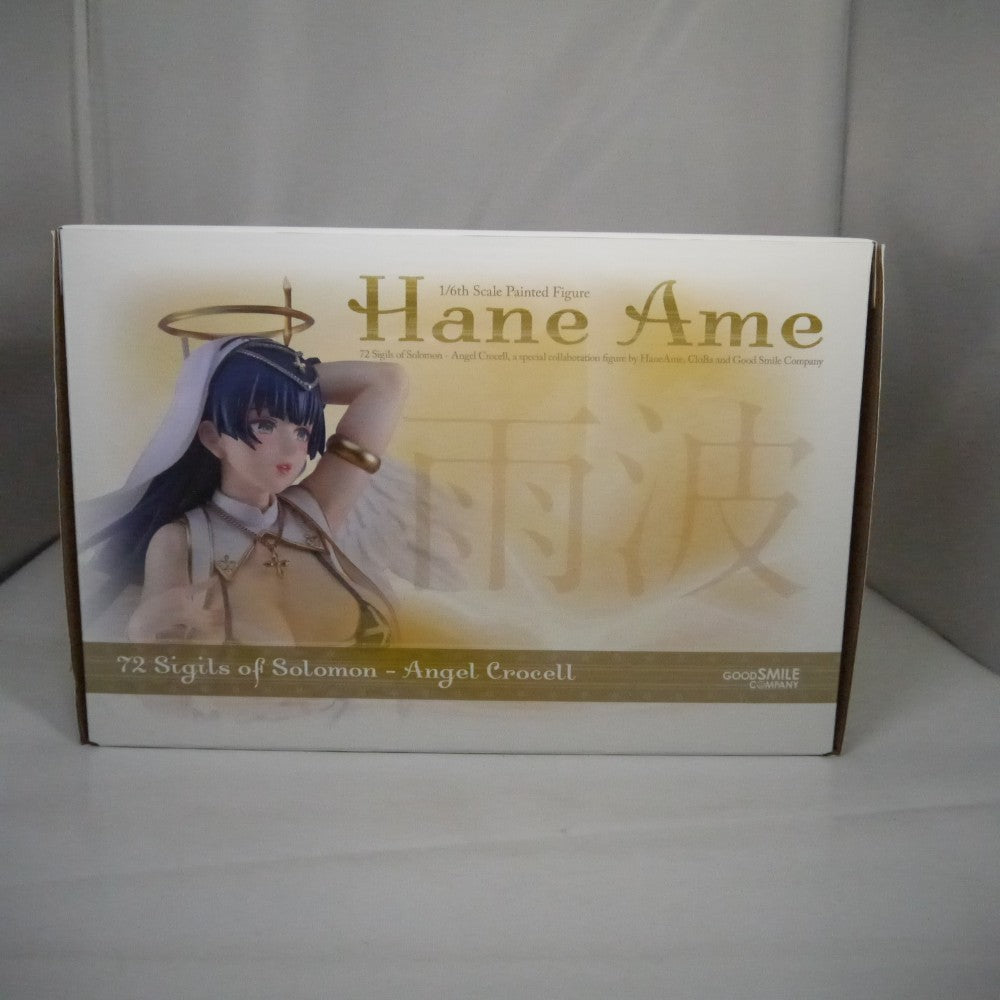 1/6th Scale Painted Figure
Hane Ame
72 Sigils of Solomon - Angel Crocell, a special collaboration figure by HaneAme, CloBs and Good Smile Company
雨波
72 Sigils of Solomon - Angel Crocell
GOODSMILE
COMPANY